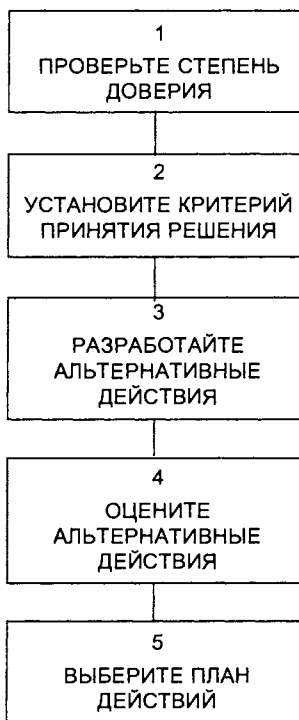 1
ПРОВЕРЬТЕ СТЕПЕНЬ
ДОВЕРИЯ
2
УСТАНОВИТЕ КРИТЕРИЙ
ПРИНЯТИЯ РЕШЕНИЯ
3
РАЗРАБОТАЙТЕ
АЛЬТЕРНАТИВНЫЕ
ДЕЙСТВИЯ
4
ОЦЕНИТЕ
АЛЬТЕРНАТИВНЫЕ
ДЕЙСТВИЯ
5
ВЫБЕРИТЕ ПЛАН
ДЕЙСТВИЙ